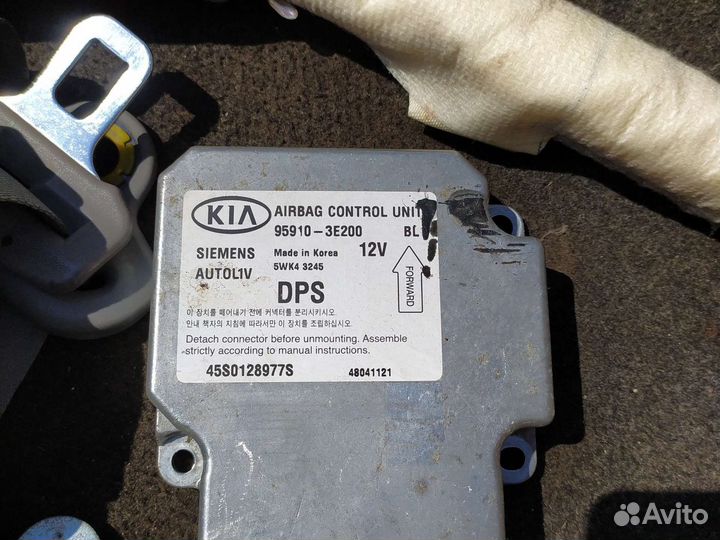 KIA AIRBAG CONTROL UNIT
95910-3E200 BL
SIEMENS Made in Korea 12V
AUTOL1V 5WK4 3245
FORWARD
DPS
이 장치를 떼어내기 전에 커넥터를 분리시키시오.
안내 책자의 지침에 따라서만 이 장치를 조립하십시오.
Detach connector before unmounting. Assemble
strictly according to manual instructions.
45S0128977S 48041121
Avito